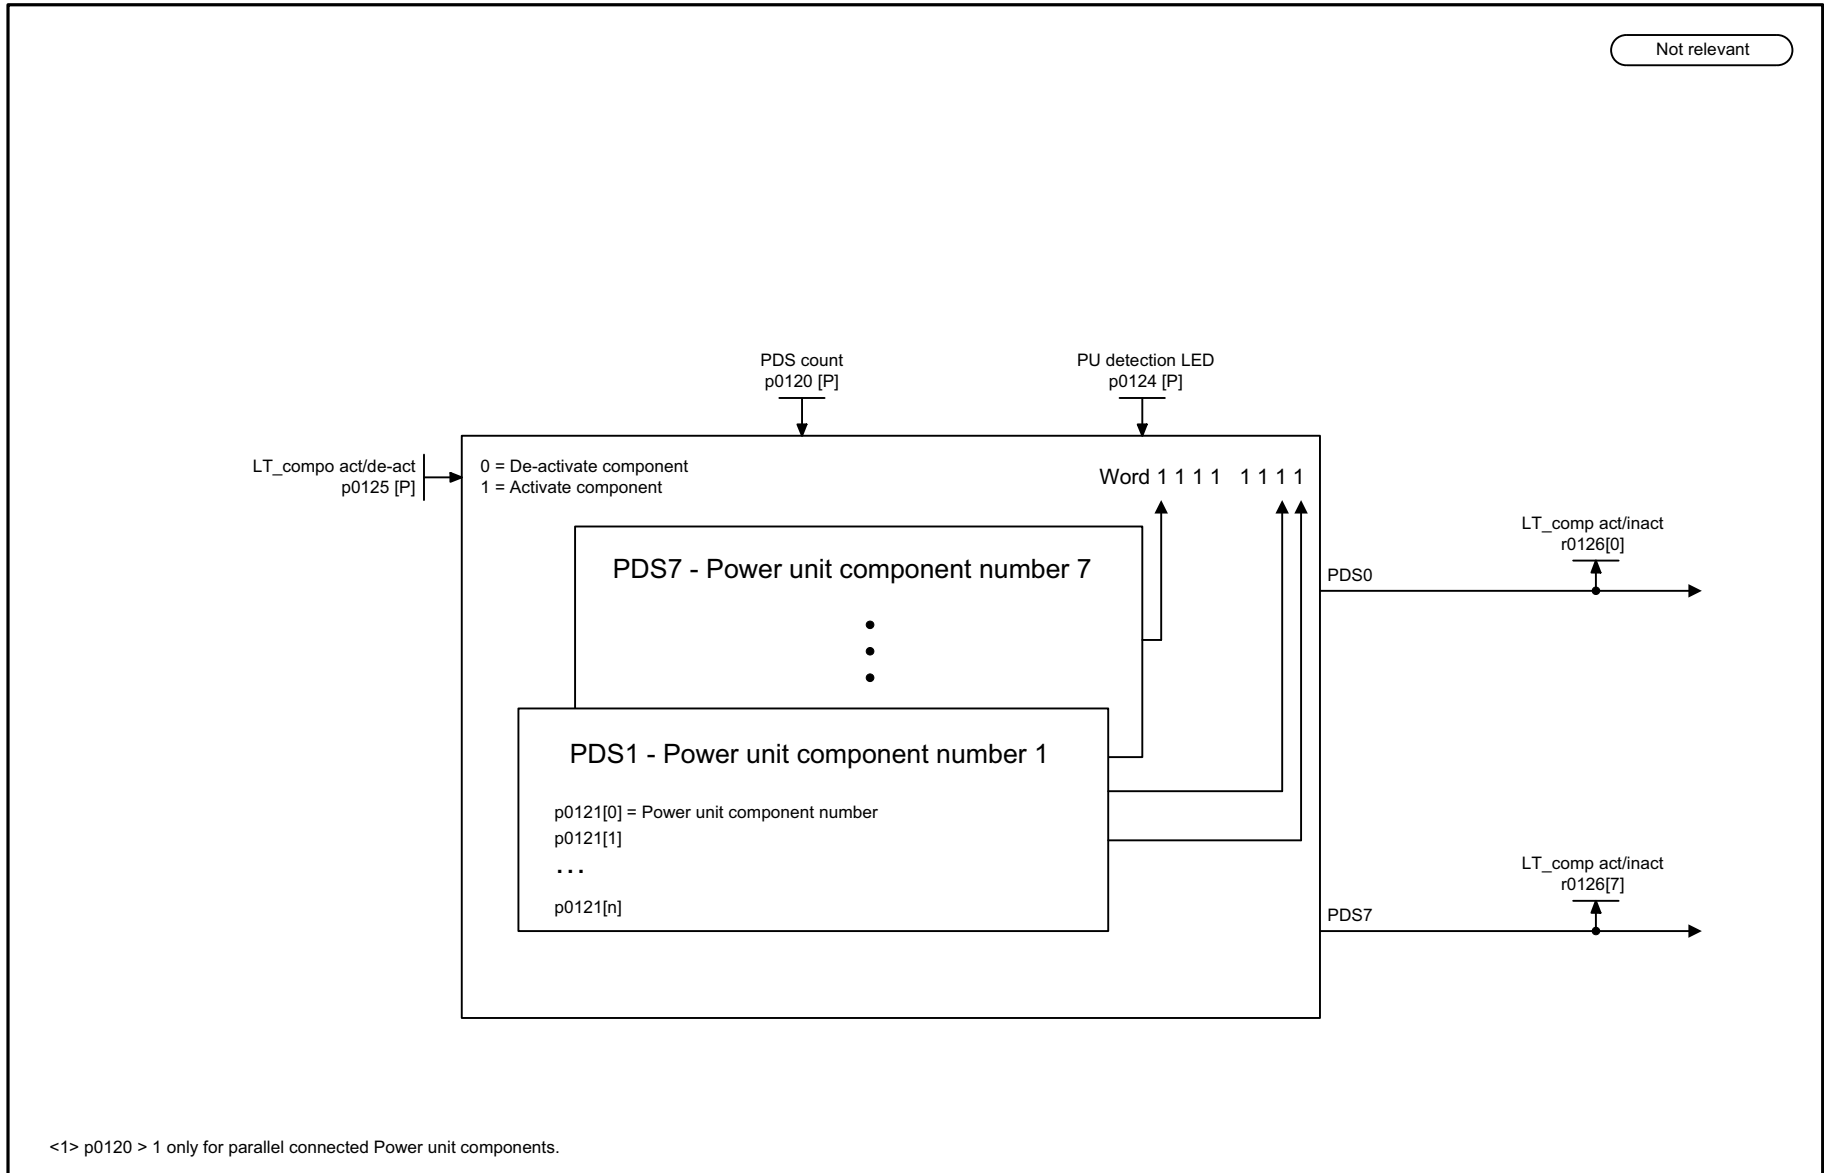 Not relevant
PDS count
p0120 [P]
PU detection LED
p0124 [P]
LT_compo act/de-act
p0125 [P]
0 = De-activate component
1 = Activate component
Word 1 1 1 1 1 1 1 1
LT_comp act/inact
r0126[0]
PDS0
PDS7 - Power unit component number 7
PDS1 - Power unit component number 1
p0121[0] = Power unit component number
p0121[1]
...
p0121[n]
LT_comp act/inact
r0126[7]
PDS7
<1> p0120 > 1 only for parallel connected Power unit components.